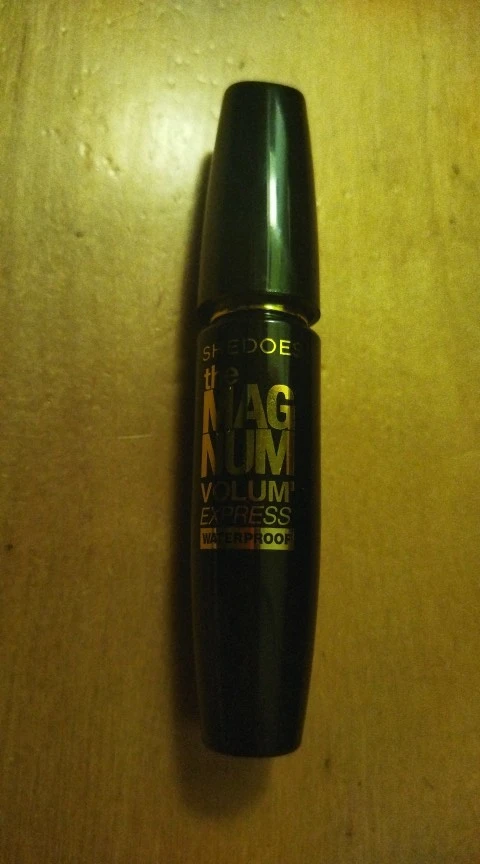 SHEDOES
the
MAG
NUM
VOLUM'
EXPRESS
WATERPROOF